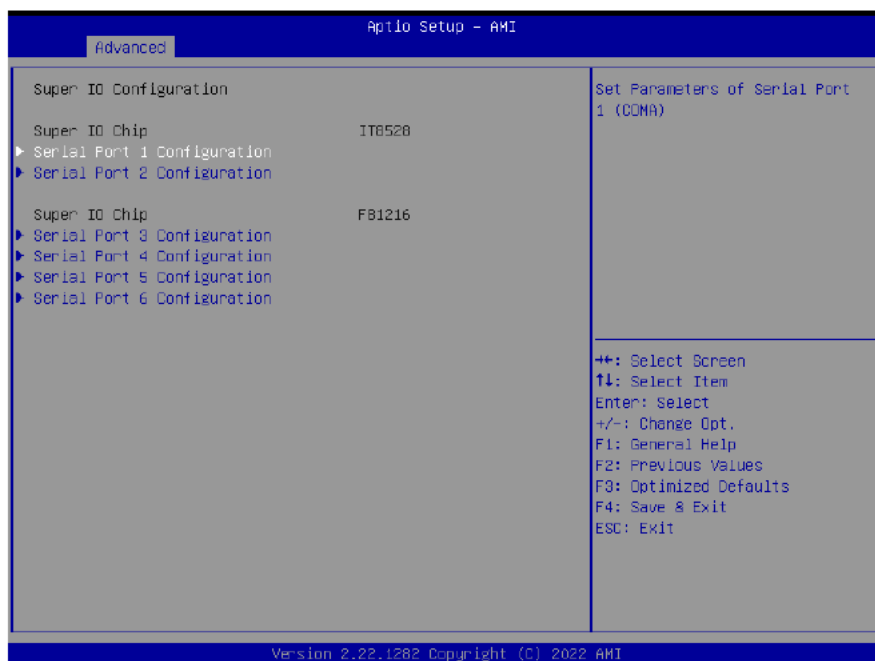 Aptio Setup – AMI
Advanced
Super IO Configuration
Super IO Chip IT8528
▶ Serial Port 1 Configuration
▶ Serial Port 2 Configuration
Super IO Chip F81216
▶ Serial Port 3 Configuration
▶ Serial Port 4 Configuration
▶ Serial Port 5 Configuration
▶ Serial Port 6 Configuration
Set Parameters of Serial Port
1 (COMA)
→←: Select Screen
↑↓: Select Item
Enter: Select
+/-: Change Opt.
F1: General Help
F2: Previous Values
F3: Optimized Defaults
F4: Save & Exit
ESC: Exit
Version 2.22.1282 Copyright (C) 2022 AMI